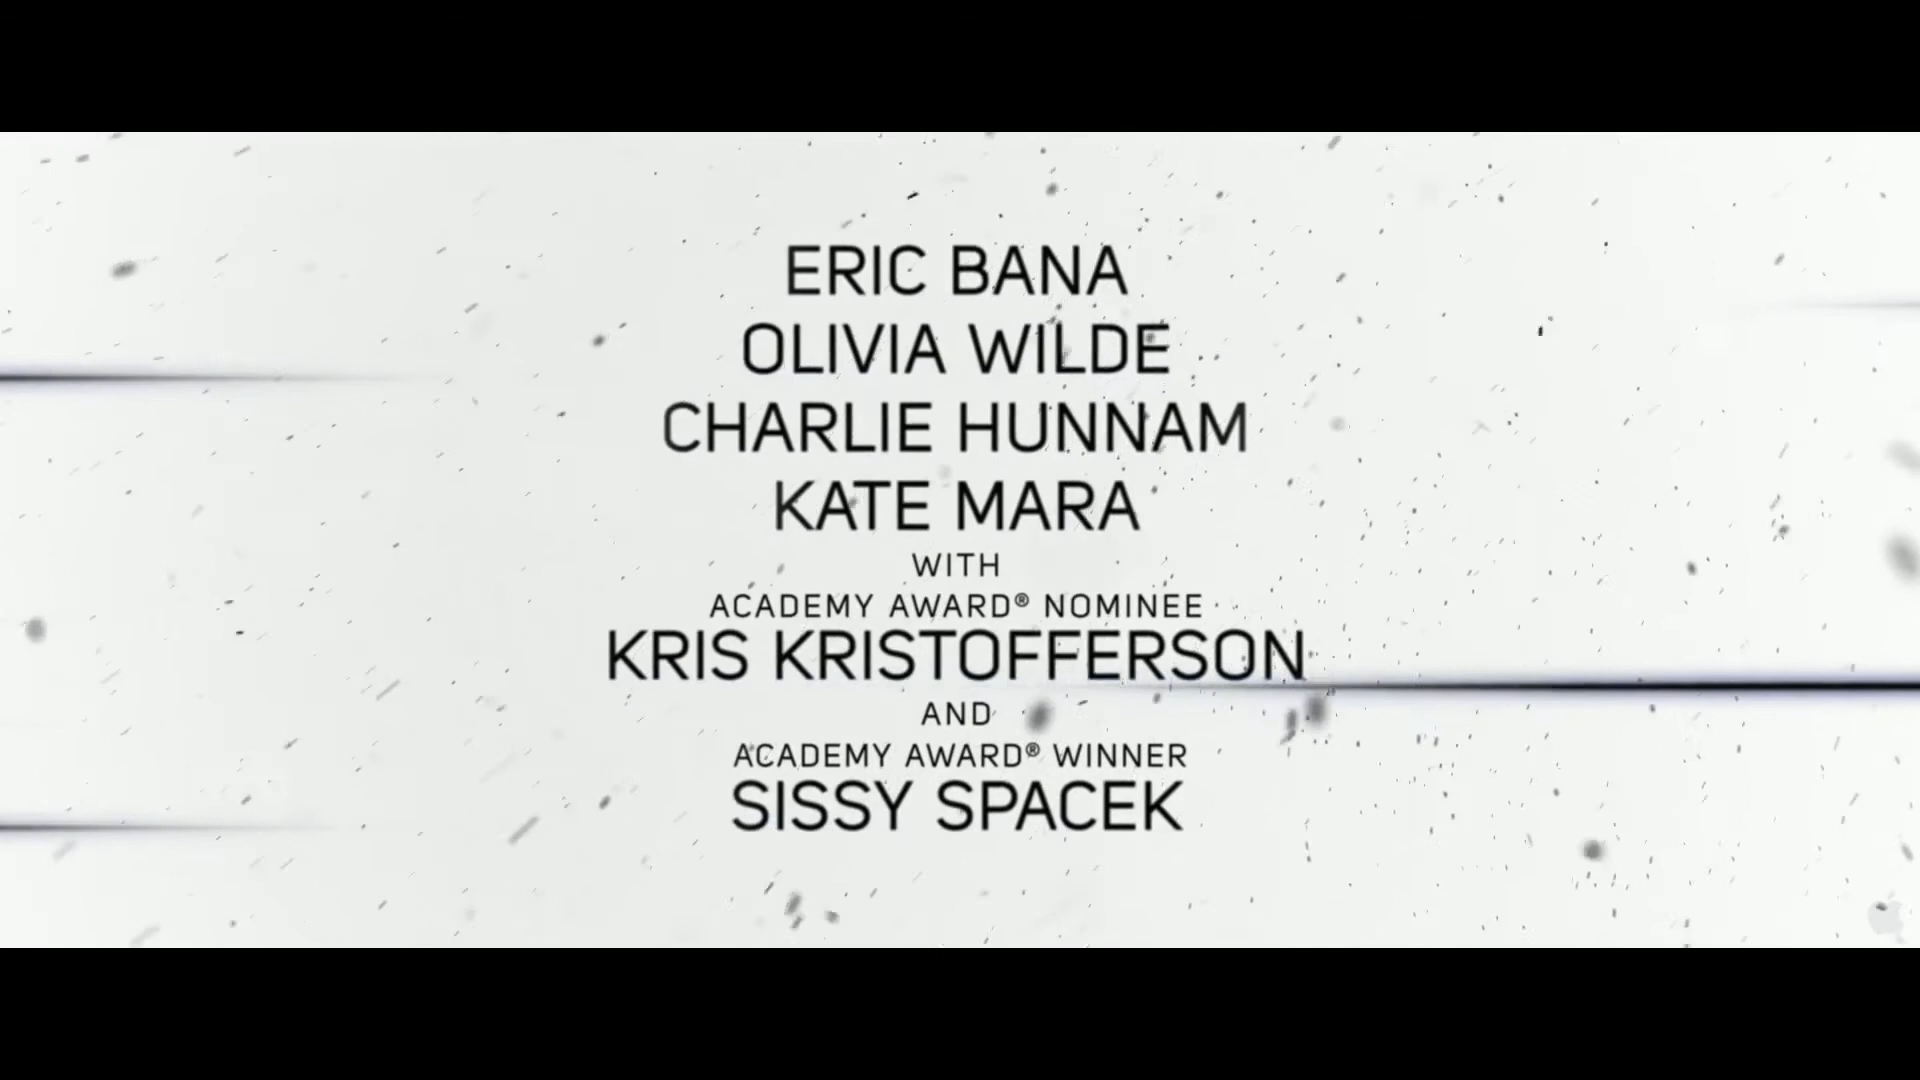 ERIC BANA
OLIVIA WILDE
CHARLIE HUNNAM
KATE MARA
WITH
ACADEMY AWARD® NOMINEE
KRIS KRISTOFFERSON
AND
ACADEMY AWARD® WINNER
SISSY SPACEK